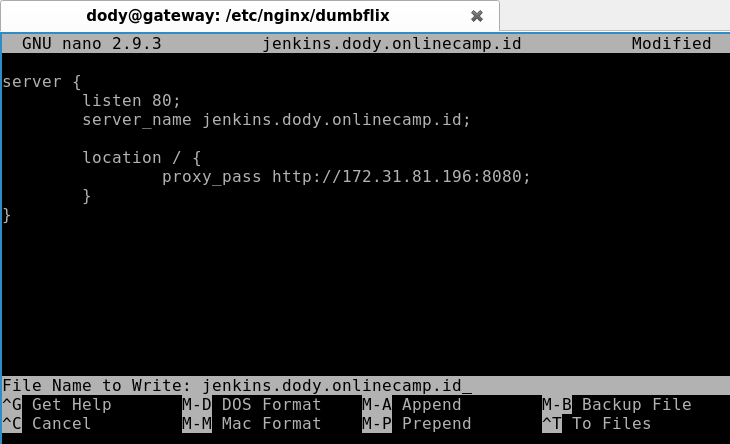 dody@gateway: /etc/nginx/dumbflix
GNU nano 2.9.3 jenkins.dody.onlinecamp.id Modified
server {
listen 80;
server_name jenkins.dody.onlinecamp.id;
location / {
proxy_pass http://172.31.81.196:8080;
}
}
File Name to Write: jenkins.dody.onlinecamp.id_
^G Get Help M-D DOS Format M-A Append M-B Backup File
^C Cancel M-M Mac Format M-P Prepend ^T To Files